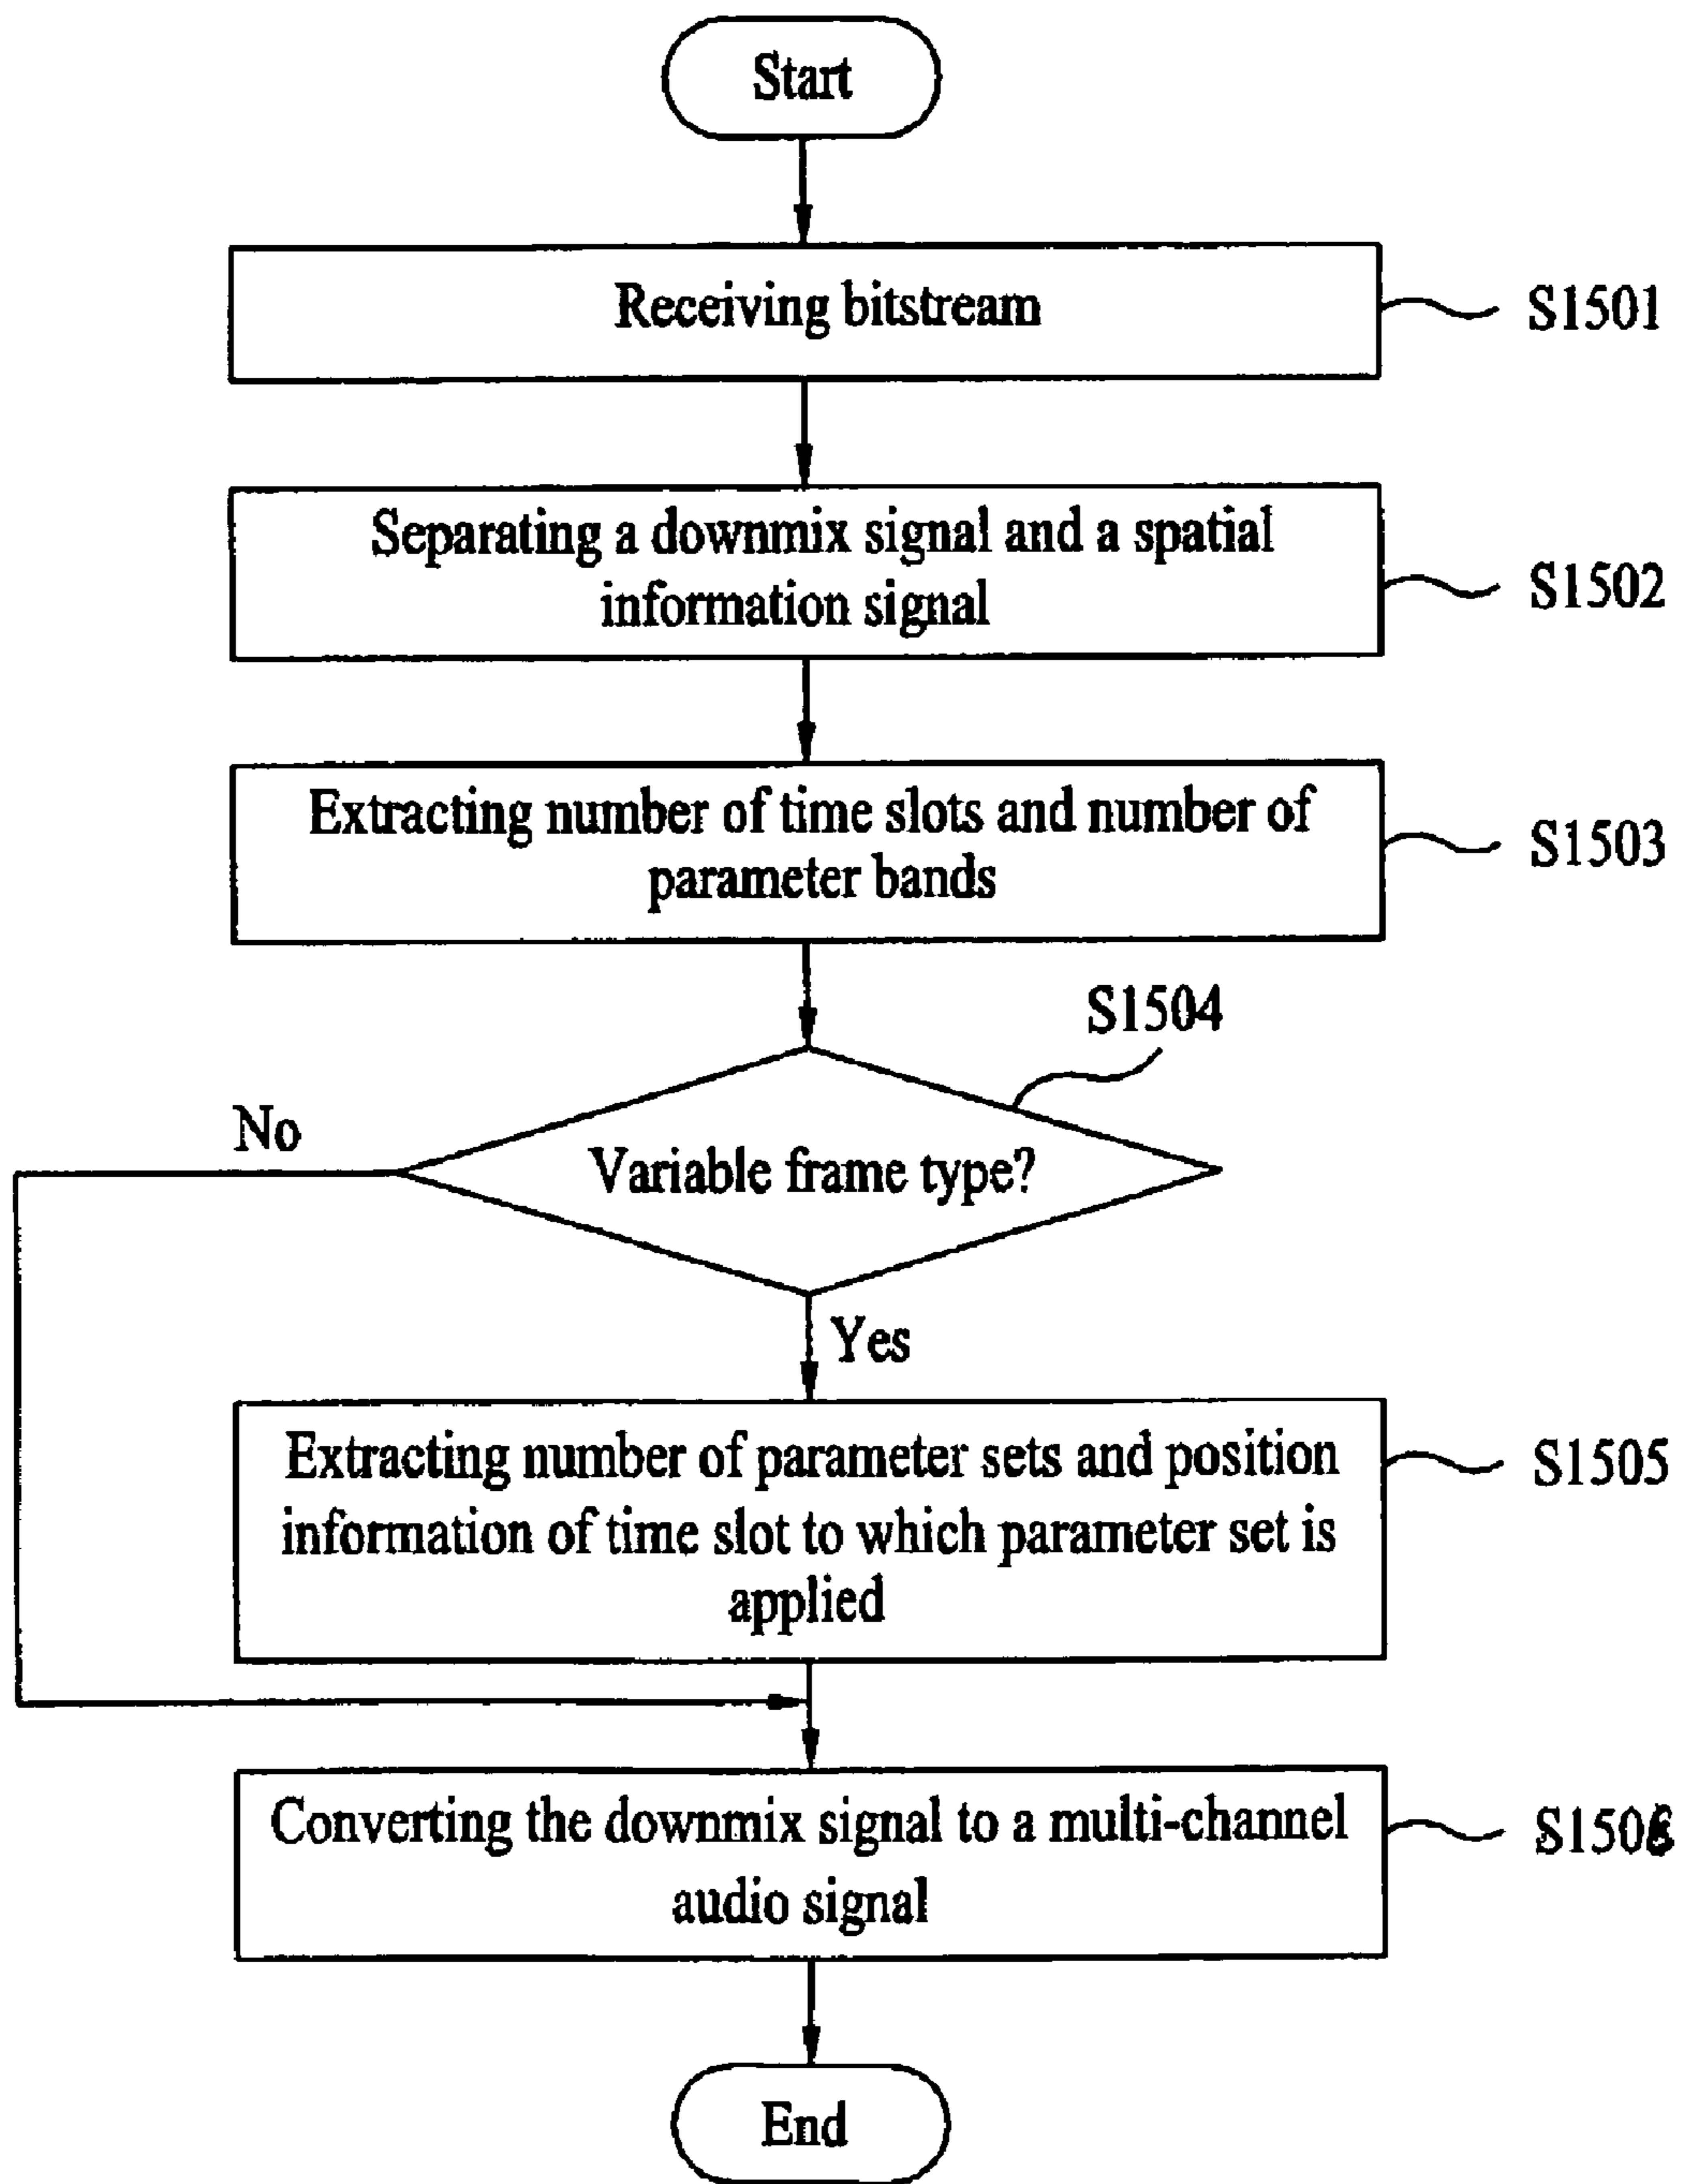 Start
Receiving bitstream
S1501
Separating a downmix signal and a spatial
information signal
S1502
Extracting number of time slots and number of
parameter bands
S1503
S1504
No
Variable frame type?
Yes
Extracting number of parameter sets and position
information of time slot to which parameter set is
applied
S1505
Converting the downmix signal to a multi-channel
audio signal
S1506
End